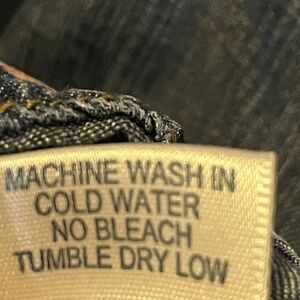 MACHINE WASH IN
COLD WATER
NO BLEACH
TUMBLE DRY LOW